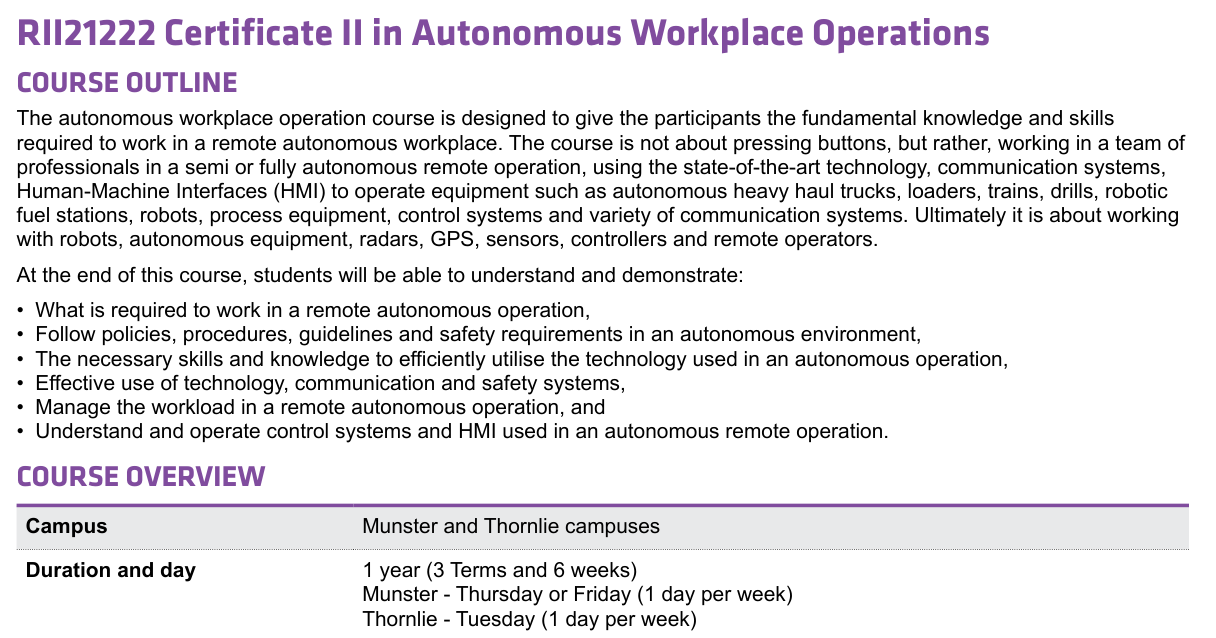 RII21222 Certificate II in Autonomous Workplace Operations
COURSE OUTLINE
The autonomous workplace operation course is designed to give the participants the fundamental knowledge and skills
required to work in a remote autonomous workplace. The course is not about pressing buttons, but rather, working in a team of
professionals in a semi or fully autonomous remote operation, using the state-of-the-art technology, communication systems,
Human-Machine Interfaces (HMI) to operate equipment such as autonomous heavy haul trucks, loaders, trains, drills, robotic
fuel stations, robots, process equipment, control systems and variety of communication systems. Ultimately it is about working
with robots, autonomous equipment, radars, GPS, sensors, controllers and remote operators.
At the end of this course, students will be able to understand and demonstrate:
• What is required to work in a remote autonomous operation,
• Follow policies, procedures, guidelines and safety requirements in an autonomous environment,
• The necessary skills and knowledge to efficiently utilise the technology used in an autonomous operation,
• Effective use of technology, communication and safety systems,
• Manage the workload in a remote autonomous operation, and
• Understand and operate control systems and HMI used in an autonomous remote operation.
COURSE OVERVIEW
Campus Munster and Thornlie campuses
Duration and day 1 year (3 Terms and 6 weeks)
Munster - Thursday or Friday (1 day per week)
Thornlie - Tuesday (1 day per week)